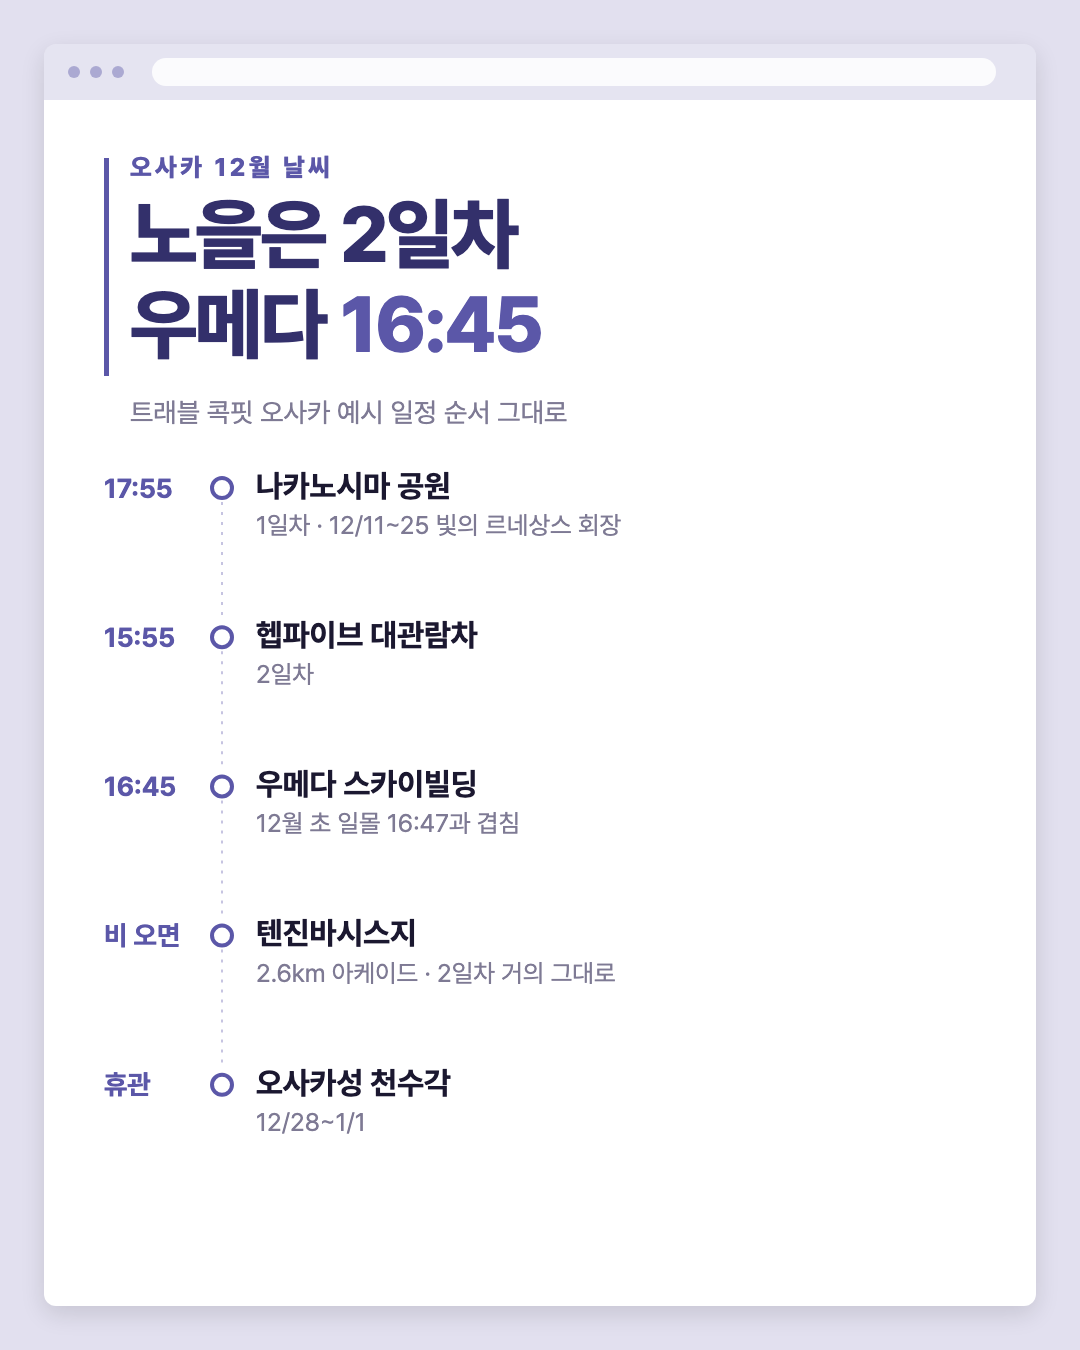 오사카 12월 날씨
노을은 2일차
우메다 16:45
트래블 콕핏 오사카 예시 일정 순서 그대로
17:55
나카노시마 공원
1일차 · 12/11~25 빛의 르네상스 회장
15:55
헵파이브 대관람차
2일차
16:45
우메다 스카이빌딩
12월 초 일몰 16:47과 겹침
비 오면
텐진바시스지
2.6km 아케이드 · 2일차 거의 그대로
휴관
오사카성 천수각
12/28~1/1